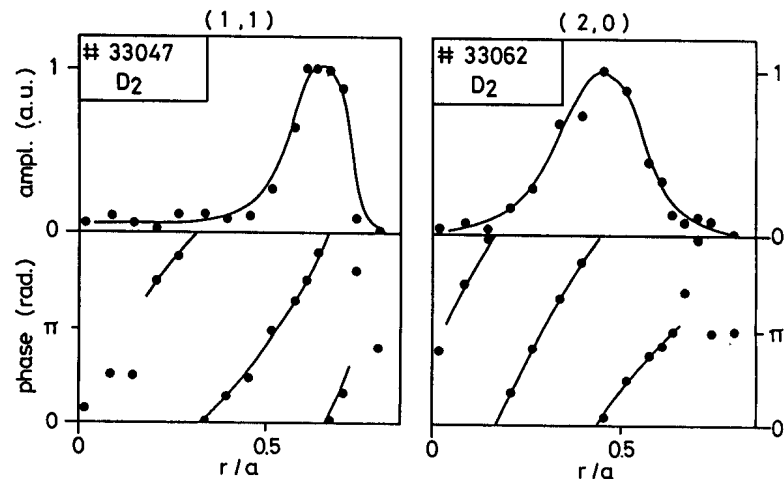 (1,1)
(2,0)
# 33047
D2
# 33062
D2
ampl. (a.u.)
1
0
1
0
phase (rad.)
π
0
π
0
0
0.5
r/a
0
0.5
r/a